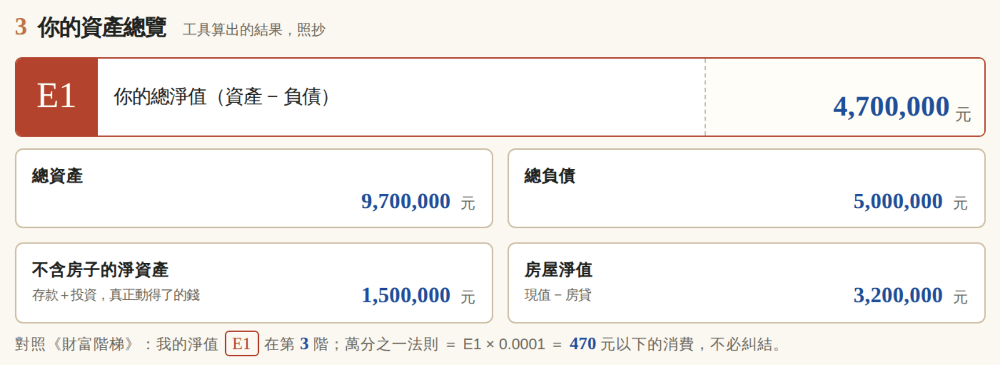 3 你的資產總覽 工具算出的結果，照抄
E1 你的總淨值（資產 − 負債） 4,700,000 元
總資產
9,700,000 元
總負債
5,000,000 元
不含房子的淨資產
存款＋投資，真正動得了的錢 1,500,000 元
房屋淨值
現值 − 房貸 3,200,000 元
對照《財富階梯》：我的淨值 E1 在第 3 階；萬分之一法則 ＝ E1 × 0.0001 ＝ 470 元以下的消費，不必糾結。